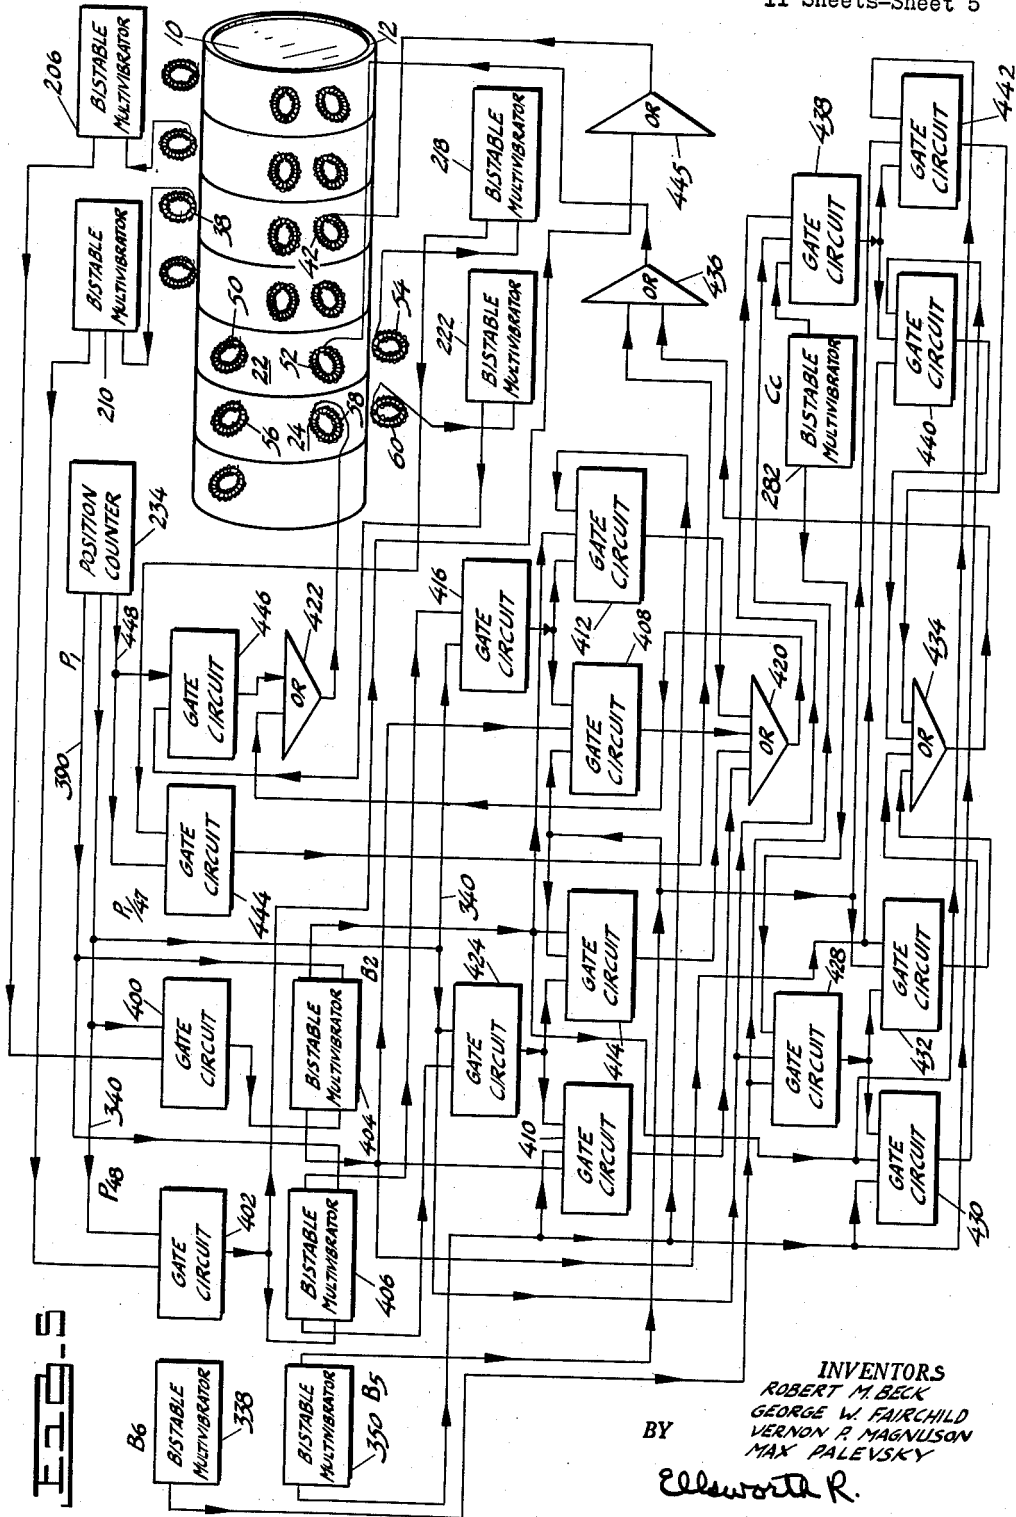 11 Sheets-Sheet 5
FIG-5
206
BISTABLE
MULTIVIBRATOR
10
12
210
BISTABLE
MULTIVIBRATOR
38
218
BISTABLE
MULTIVIBRATOR
OR
445
438
GATE
CIRCUIT
GATE
CIRCUIT
442
50
22
42
52
54
222
BISTABLE
MULTIVIBRATOR
OR
436
Cc
BISTABLE
MULTIVIBRATOR
282
GATE
CIRCUIT
440
56
24
58
60
POSITION
COUNTER
234
448
P1
390
GATE
CIRCUIT
446
OR
422
416
GATE
CIRCUIT
GATE
CIRCUIT
412
GATE
CIRCUIT
408
OR
420
OR
434
P1/47
GATE
CIRCUIT
444
340
400
GATE
CIRCUIT
B2
BISTABLE
MULTIVIBRATOR
404
424
GATE
CIRCUIT
GATE
CIRCUIT
414
GATE
CIRCUIT
428
GATE
CIRCUIT
432
340
P48
GATE
CIRCUIT
402
BISTABLE
MULTIVIBRATOR
406
410
GATE
CIRCUIT
GATE
CIRCUIT
430
B6
BISTABLE
MULTIVIBRATOR
338
BISTABLE
MULTIVIBRATOR
B5
350
INVENTORS
ROBERT M. BECK
GEORGE W. FAIRCHILD
VERNON P. MAGNUSON
MAX PALEVSKY
BY
Ellsworth R.